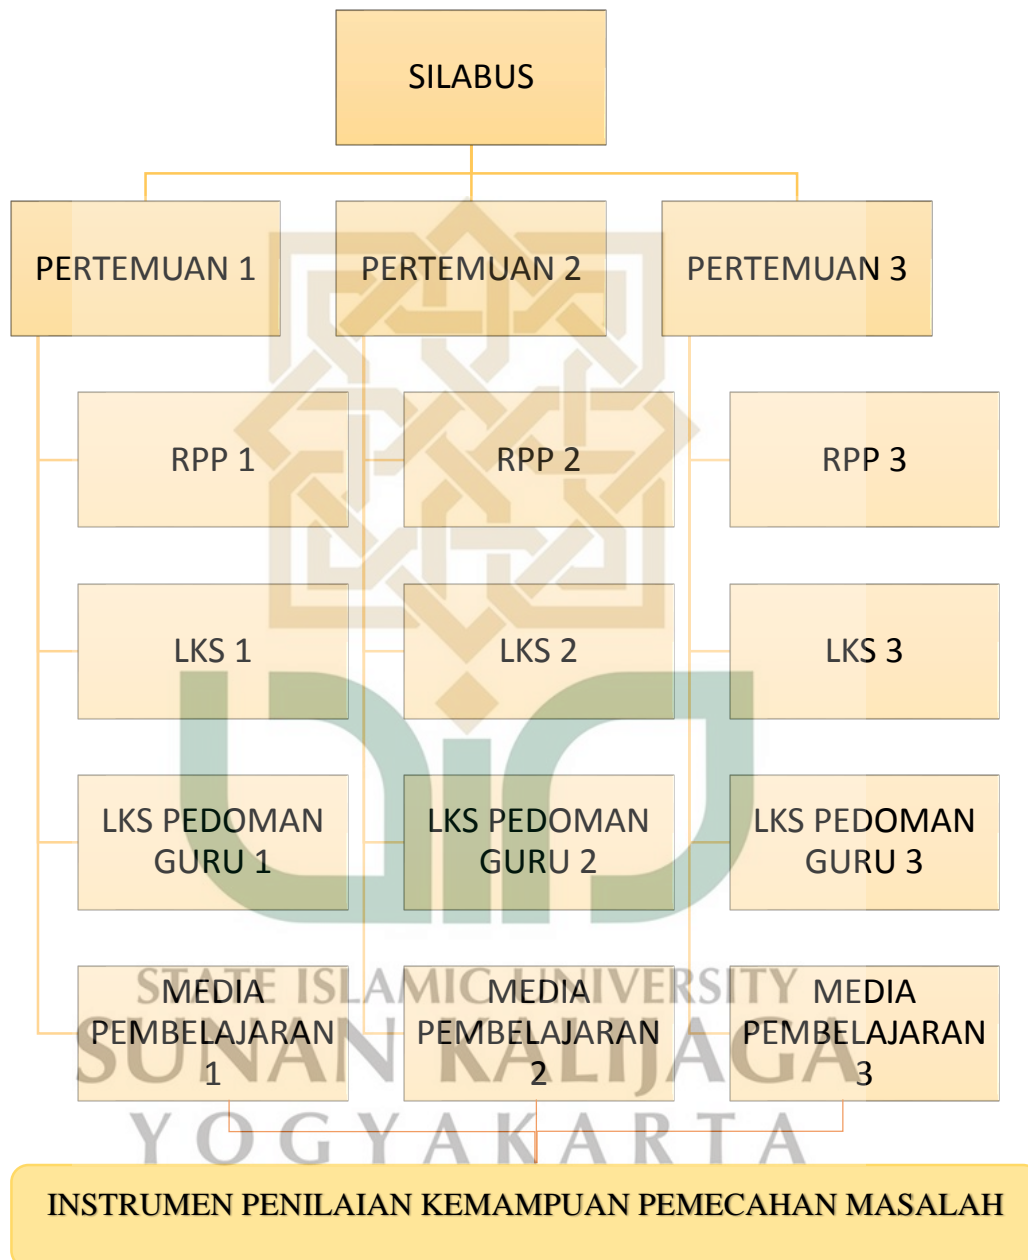 SILABUS
PERTEMUAN 1
PERTEMUAN 2
PERTEMUAN 3
RPP 1
RPP 2
RPP 3
LKS 1
LKS 2
LKS 3
LKS PEDOMAN
GURU 1
LKS PEDOMAN
GURU 2
LKS PEDOMAN
GURU 3
MEDIA
PEMBELAJARAN
1
MEDIA
PEMBELAJARAN
2
MEDIA
PEMBELAJARAN
3
STATE ISLAMIC UNIVERSITY
SUNAN KALIJAGA
YOGYAKARTA
INSTRUMEN PENILAIAN KEMAMPUAN PEMECAHAN MASALAH